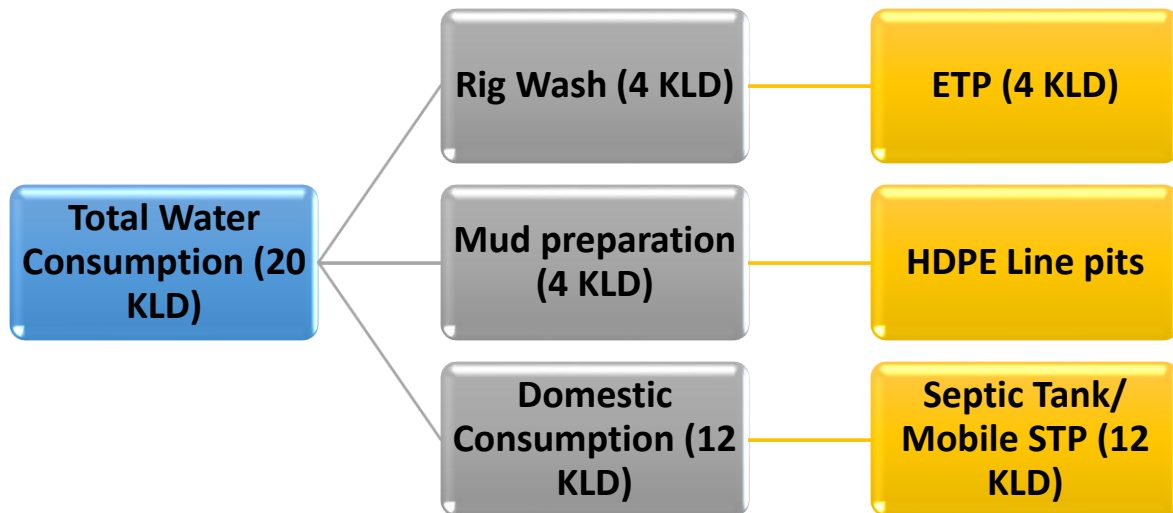 Total Water
Consumption (20
KLD)
Rig Wash (4 KLD)
ETP (4 KLD)
Mud preparation
(4 KLD)
HDPE Line pits
Domestic
Consumption (12
KLD)
Septic Tank/
Mobile STP (12
KLD)